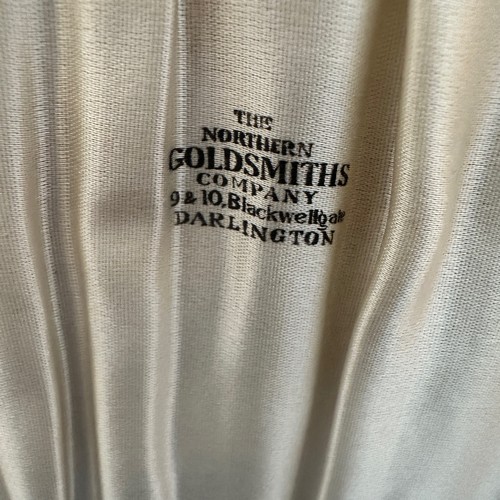 THE
NORTHERN
GOLDSMITHS
COMPANY
9 & 10, Blackwellgate
DARLINGTON